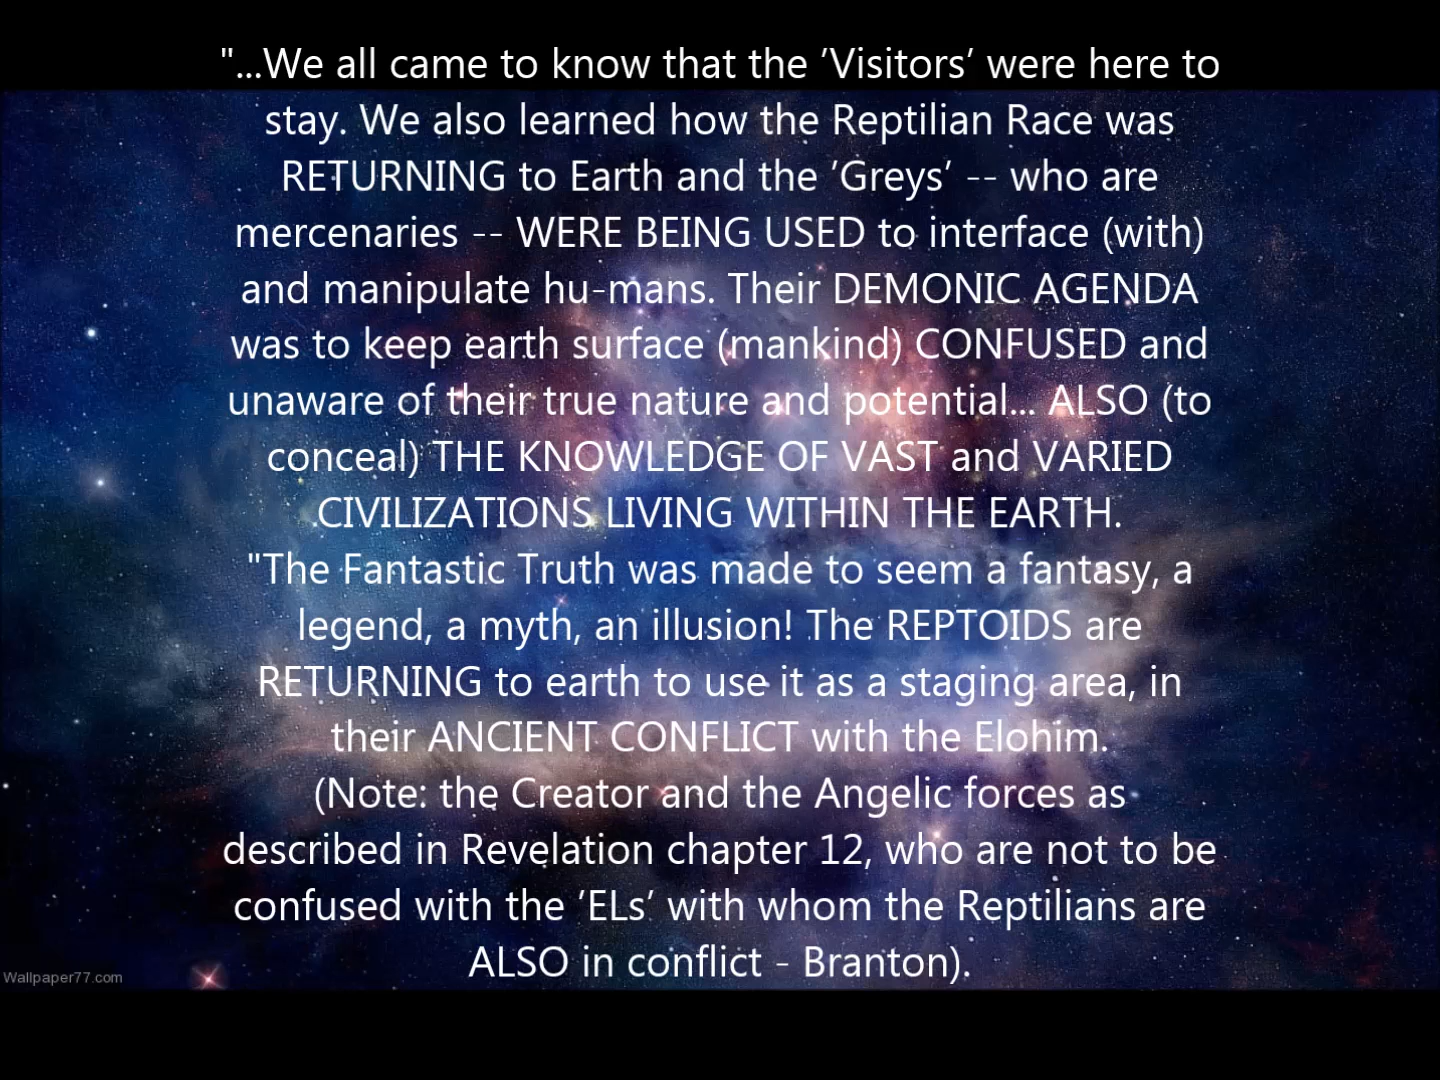 "...We all came to know that the 'Visitors' were here to
stay. We also learned how the Reptilian Race was
RETURNING to Earth and the 'Greys' -- who are
mercenaries -- WERE BEING USED to interface (with)
and manipulate hu-mans. Their DEMONIC AGENDA
was to keep earth surface (mankind) CONFUSED and
unaware of their true nature and potential... ALSO (to
conceal) THE KNOWLEDGE OF VAST and VARIED
CIVILIZATIONS LIVING WITHIN THE EARTH.
"The Fantastic Truth was made to seem a fantasy, a
legend, a myth, an illusion! The REPTOIDS are
RETURNING to earth to use it as a staging area, in
their ANCIENT CONFLICT with the Elohim.
(Note: the Creator and the Angelic forces as
described in Revelation chapter 12, who are not to be
confused with the 'ELs' with whom the Reptilians are
ALSO in conflict - Branton).
Wallpaper77.com